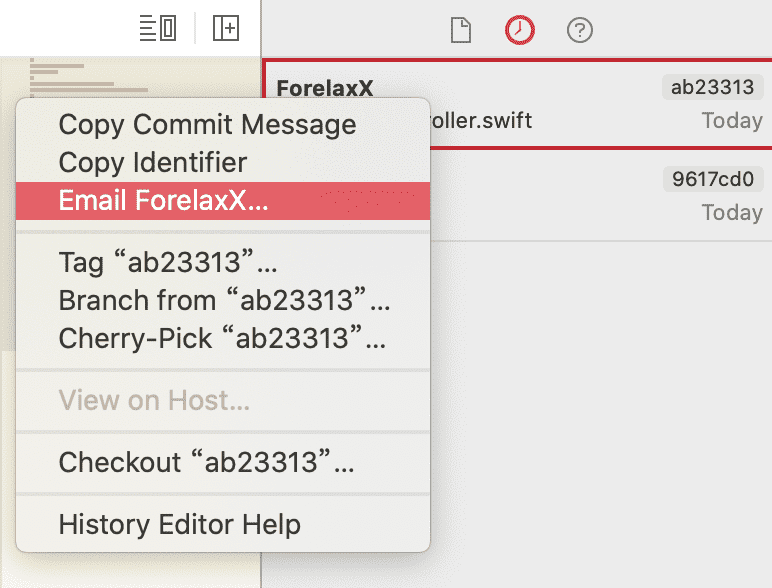 ForelaxX
ab23313
roller.swift
Today
9617cd0
Today
Copy Commit Message
Copy Identifier
Email ForelaxX...
Tag “ab23313”...
Branch from “ab23313”...
Cherry-Pick “ab23313”...
View on Host...
Checkout “ab23313”...
History Editor Help